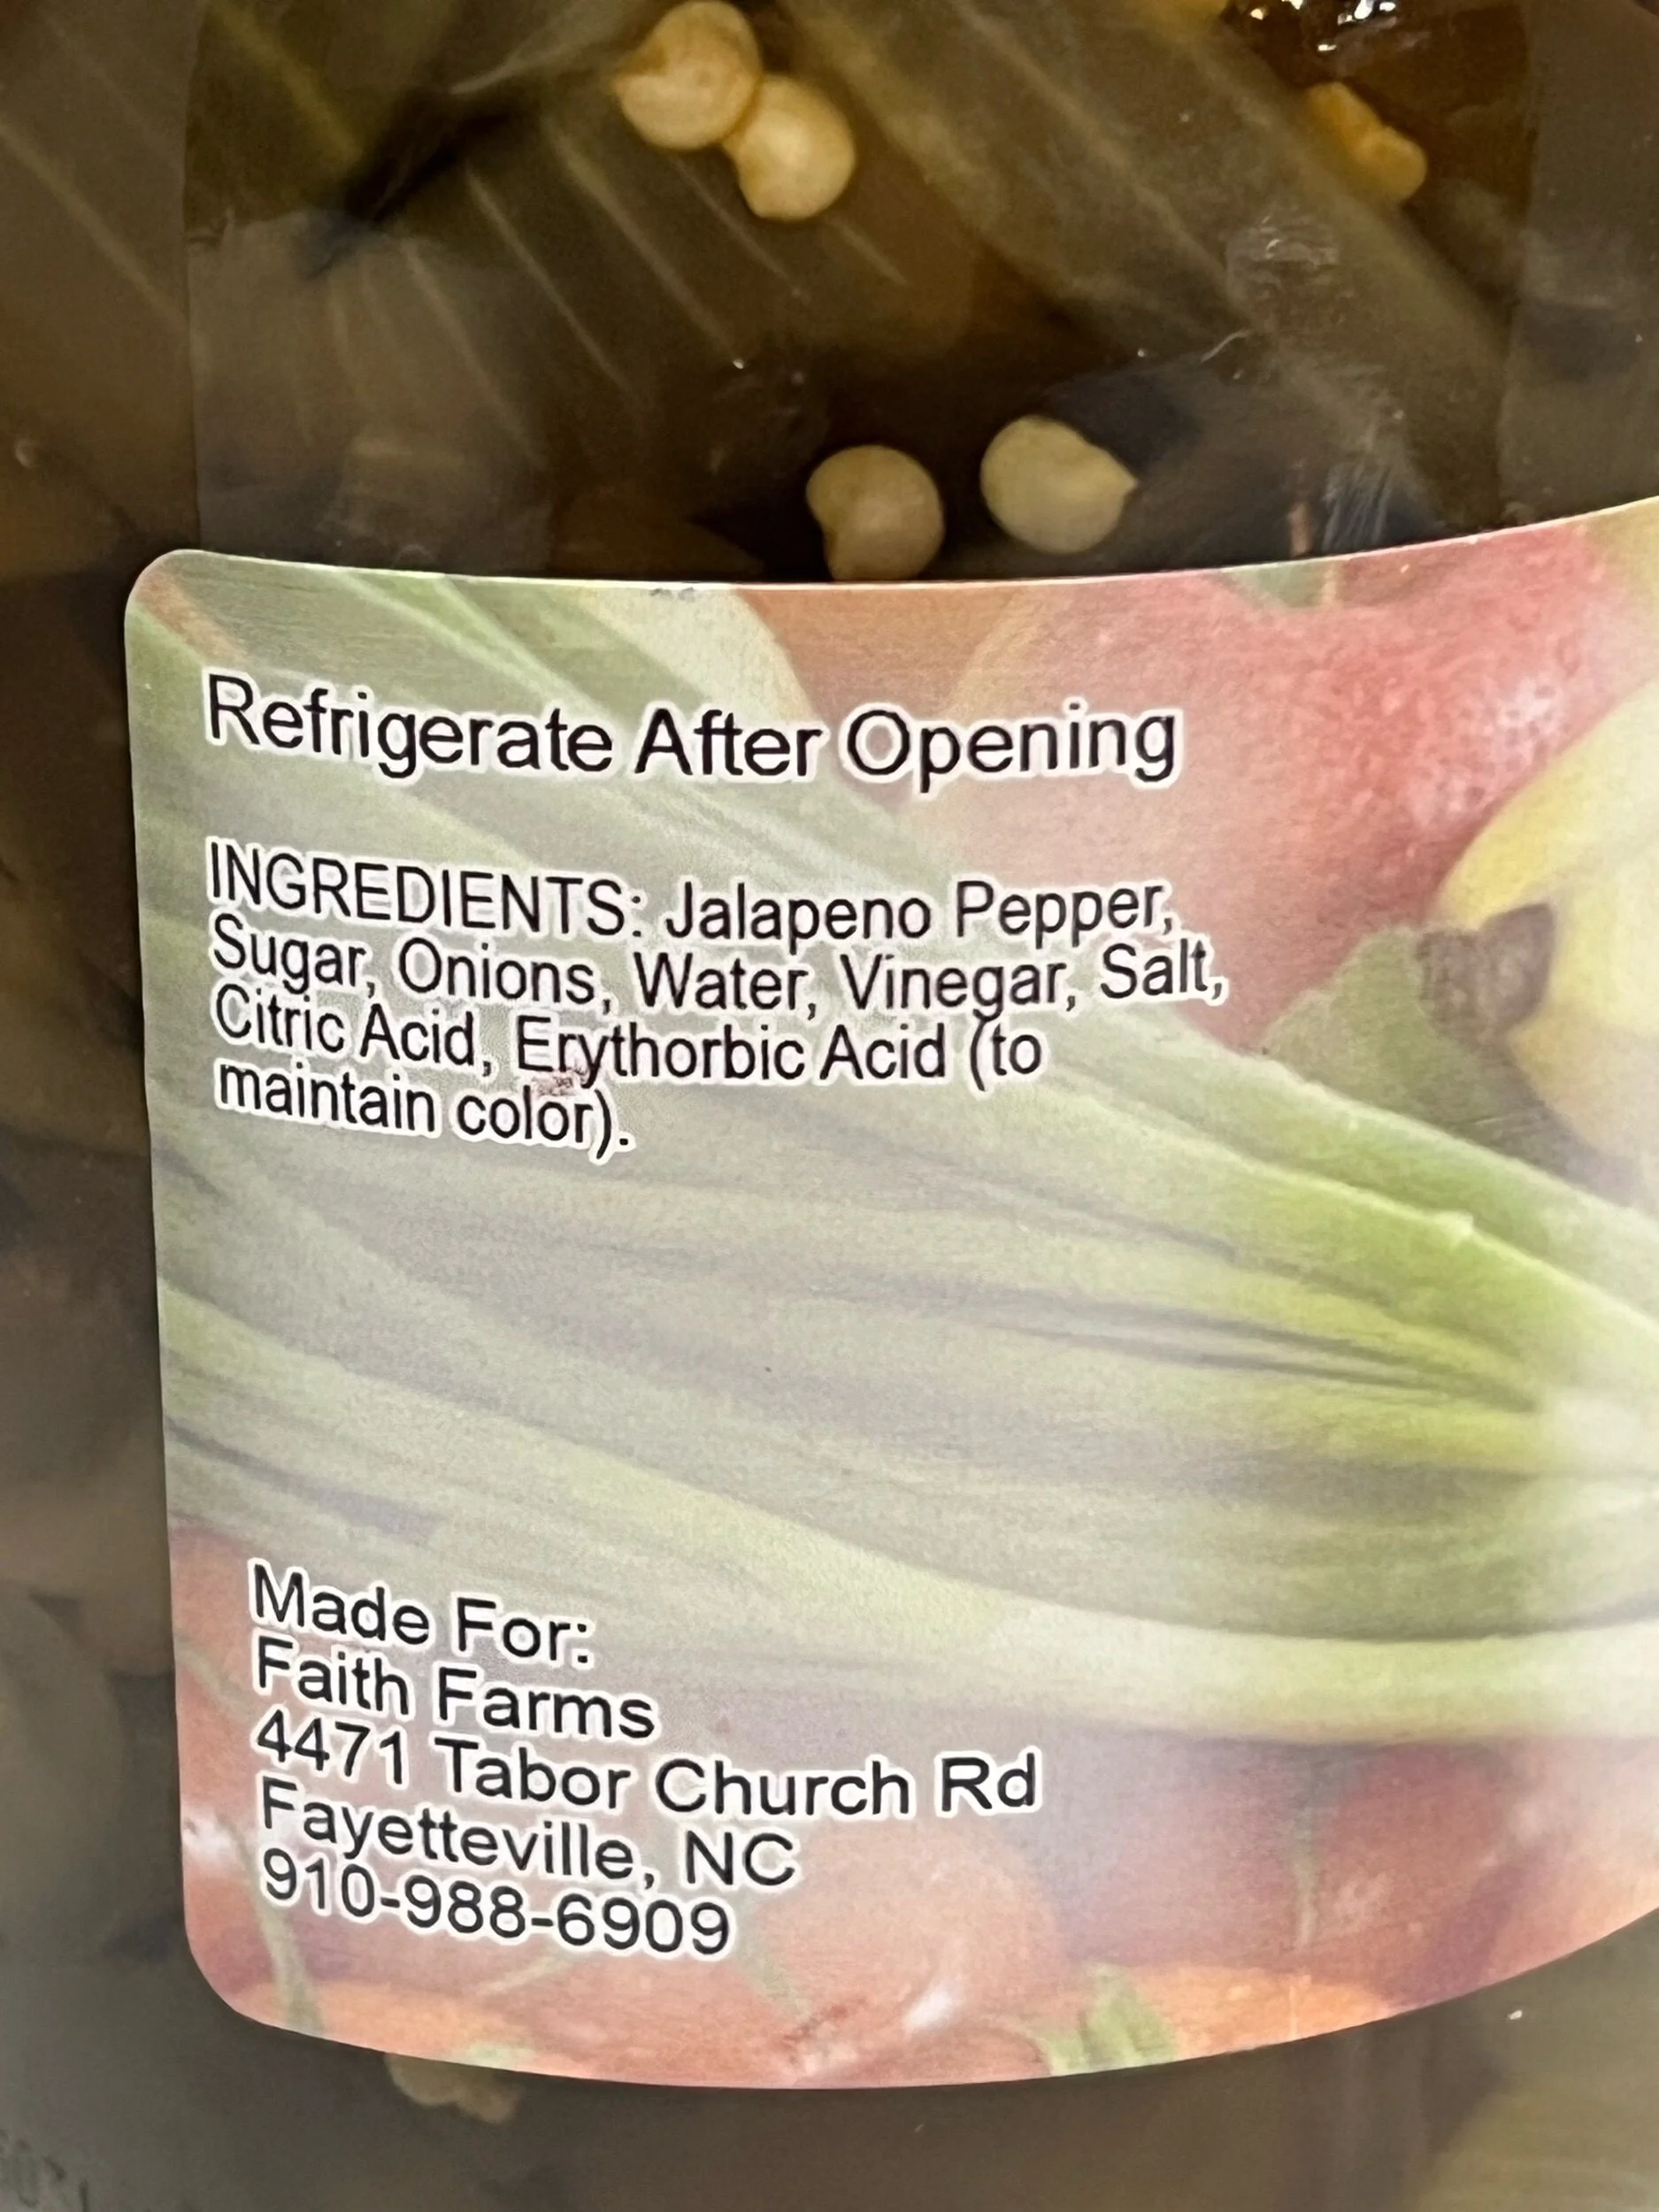 Refrigerate After Opening
INGREDIENTS: Jalapeno Pepper,
Sugar, Onions, Water, Vinegar, Salt,
Citric Acid, Erythorbic Acid (to
maintain color).
Made For:
Faith Farms
4471 Tabor Church Rd
Fayetteville, NC
910-988-6909